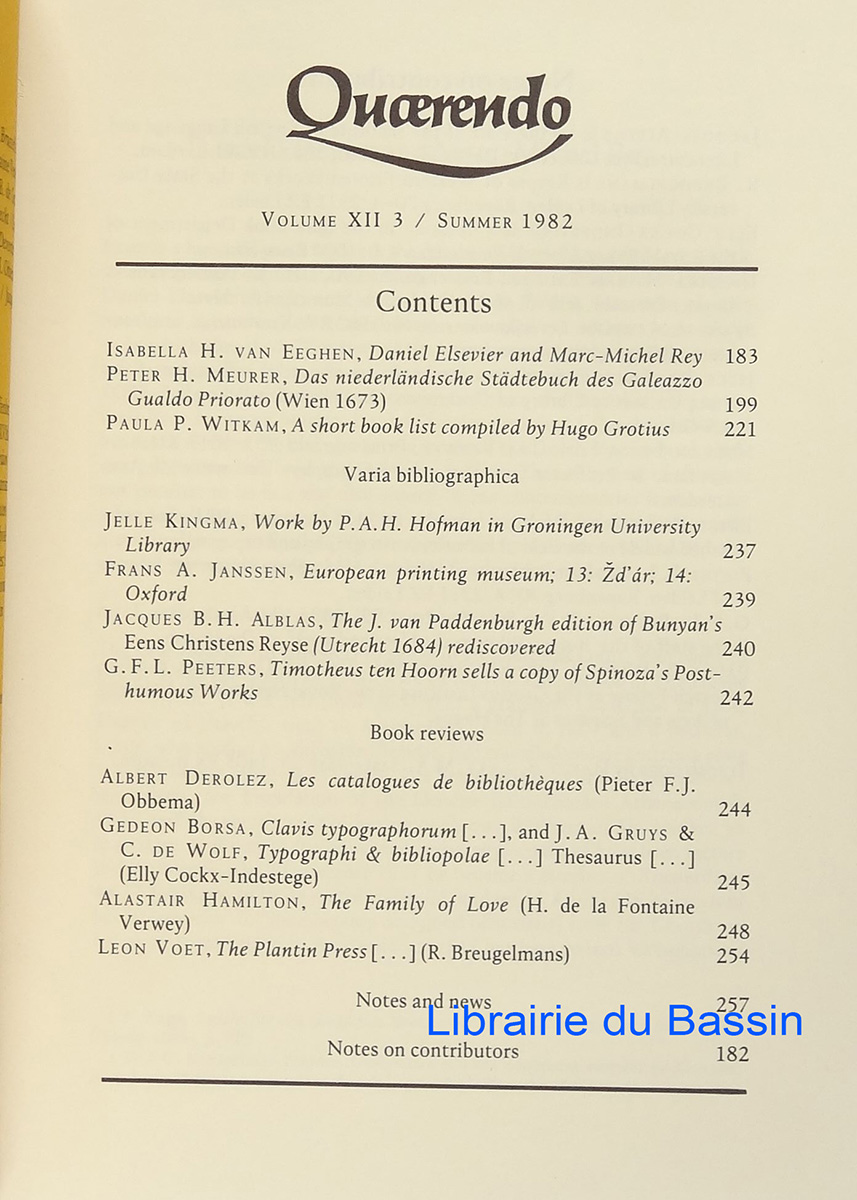 Quærendo
VOLUME XII 3 / SUMMER 1982
Contents
ISABELLA H. VAN EEGHEN, Daniel Elsevier and Marc-Michel Rey 183
PETER H. MEURER, Das niederländische Städtebuch des Galeazzo
Gualdo Priorato (Wien 1673) 199
PAULA P. WITKAM, A short book list compiled by Hugo Grotius 221
Varia bibliographica
JELLE KINGMA, Work by P.A.H. Hofman in Groningen University
Library 237
FRANS A. JANSSEN, European printing museum; 13: Žd'ár; 14:
Oxford 239
JACQUES B.H. ALBLAS, The J. van Paddenburgh edition of Bunyan's
Eens Christens Reyse (Utrecht 1684) rediscovered 240
G.F.L. PEETERS, Timotheus ten Hoorn sells a copy of Spinoza's Post-
humous Works 242
Book reviews
ALBERT DEROLEZ, Les catalogues de bibliothèques (Pieter F.J.
Obbema) 244
GEDEON BORSA, Clavis typographorum [...], and J.A. GRUYS &
C. DE WOLF, Typographi & bibliopolae [...] Thesaurus [...]
(Elly Cockx-Indestege) 245
ALASTAIR HAMILTON, The Family of Love (H. de la Fontaine
Verwey) 248
LEON VOET, The Plantin Press [...] (R. Breugelmans) 254
Notes and news 257
Librairie du Bassin
Notes on contributors 182